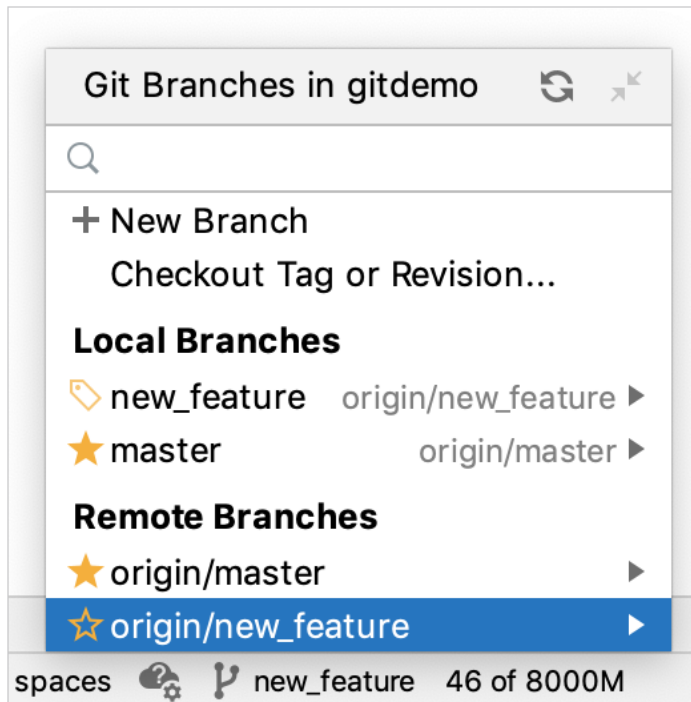 Git Branches in gitdemo
New Branch
Checkout Tag or Revision...
Local Branches
new_feature origin/new_feature
master origin/master
Remote Branches
origin/master
origin/new_feature
spaces new_feature 46 of 8000M